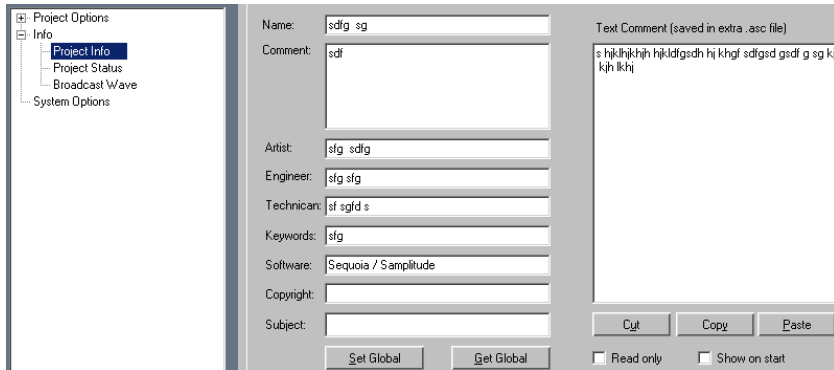 Project Options
Info
Project Info
Project Status
Broadcast Wave
System Options
Name: sdfg sg
Comment: sdf
Artist: sfg sdfg
Engineer: sfg sfg
Technican: sf sgfd s
Keywords: sfg
Software: Sequoia / Samplitude
Copyright:
Subject:
Set Global Get Global
Text Comment (saved in extra .asc file)
s hjklhjkhjh hjkldfgsdh hj khgf sdfgsd gsdf g sg
kjh lkhj
Cut Copy Paste
Read only Show on start